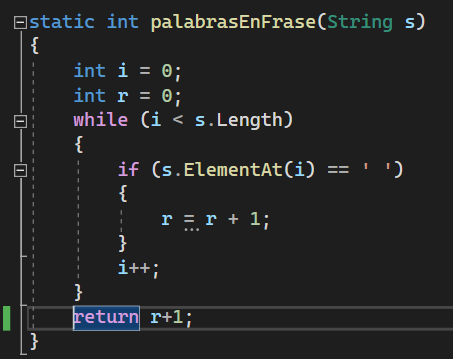 static int palabrasEnFrase(String s)
{
int i = 0;
int r = 0;
while (i < s.Length)
{
if (s.ElementAt(i) == ' ')
{
r = r + 1;
}
i++;
}
return r+1;
}